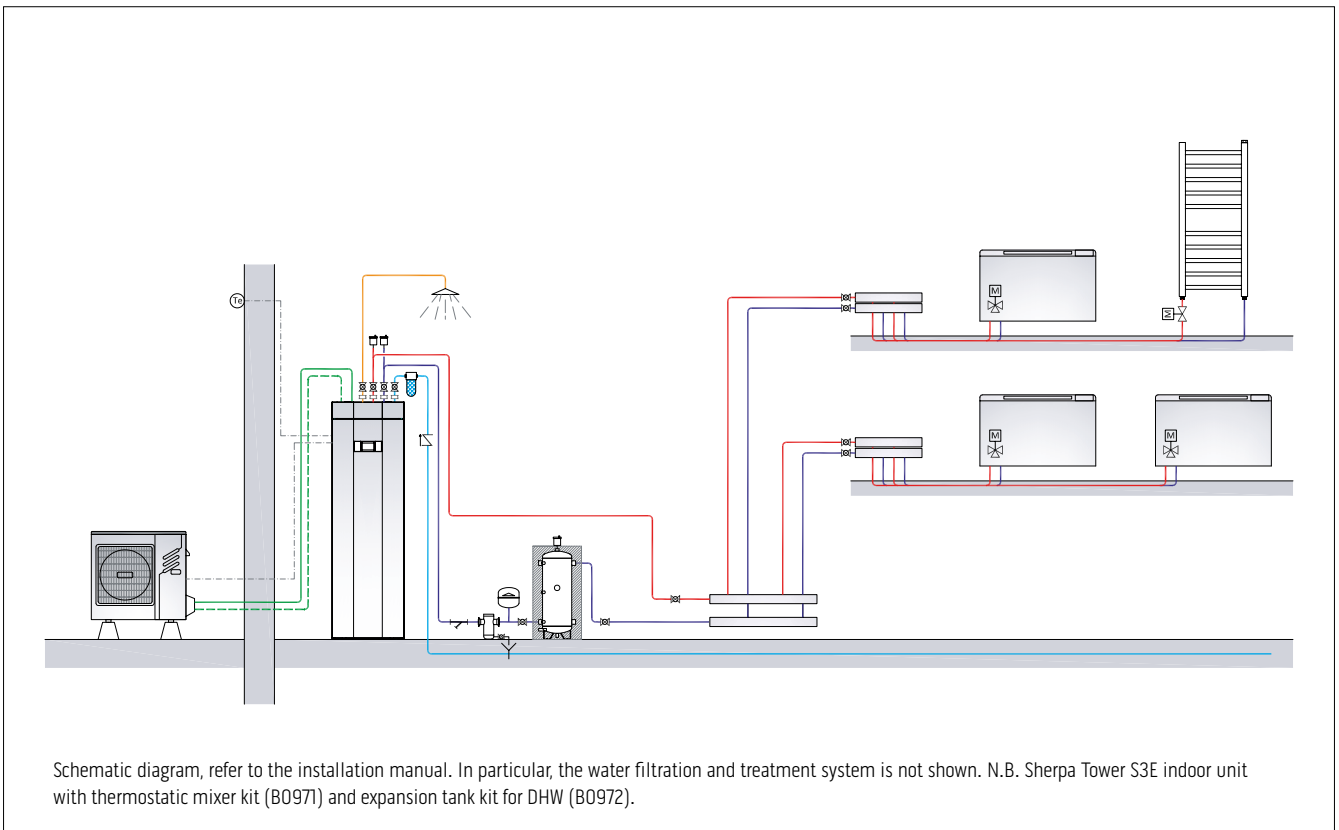 Te
M
M
M
M
Schematic diagram, refer to the installation manual. In particular, the water filtration and treatment system is not shown. N.B. Sherpa Tower S3E indoor unit
with thermostatic mixer kit (B0971) and expansion tank kit for DHW (B0972).